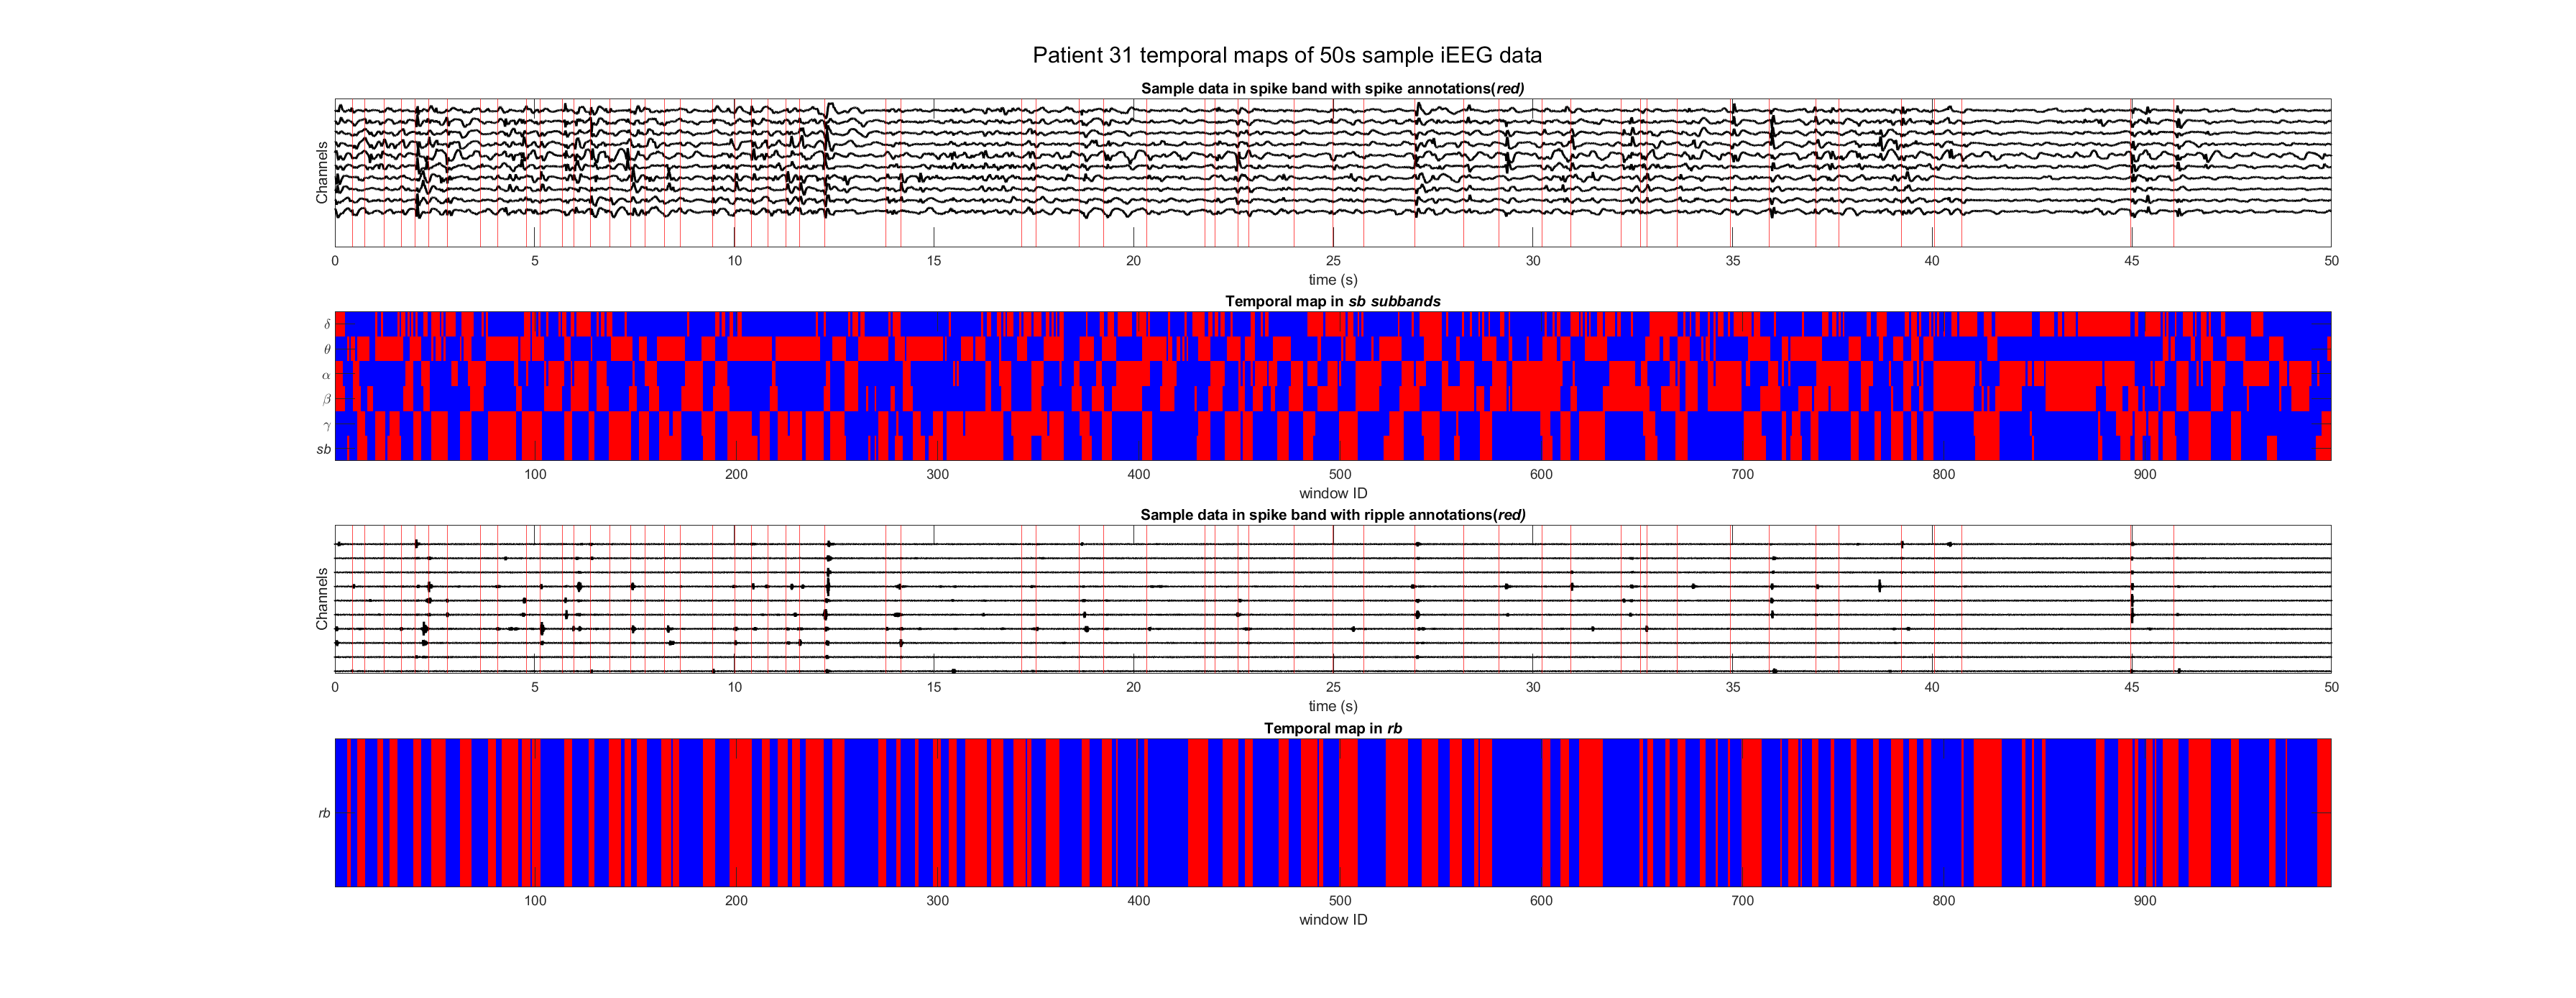 Patient 31 temporal maps of 50s sample iEEG data
Sample data in spike band with spike annotations(red)
Channels
0 5 10 15 20 25 30 35 40 45 50
time (s)
Temporal map in sb subbands
δ
θ
α
β
γ
sb
100 200 300 400 500 600 700 800 900
window ID
Sample data in spike band with ripple annotations(red)
Channels
0 5 10 15 20 25 30 35 40 45 50
time (s)
Temporal map in rb
rb
100 200 300 400 500 600 700 800 900
window ID